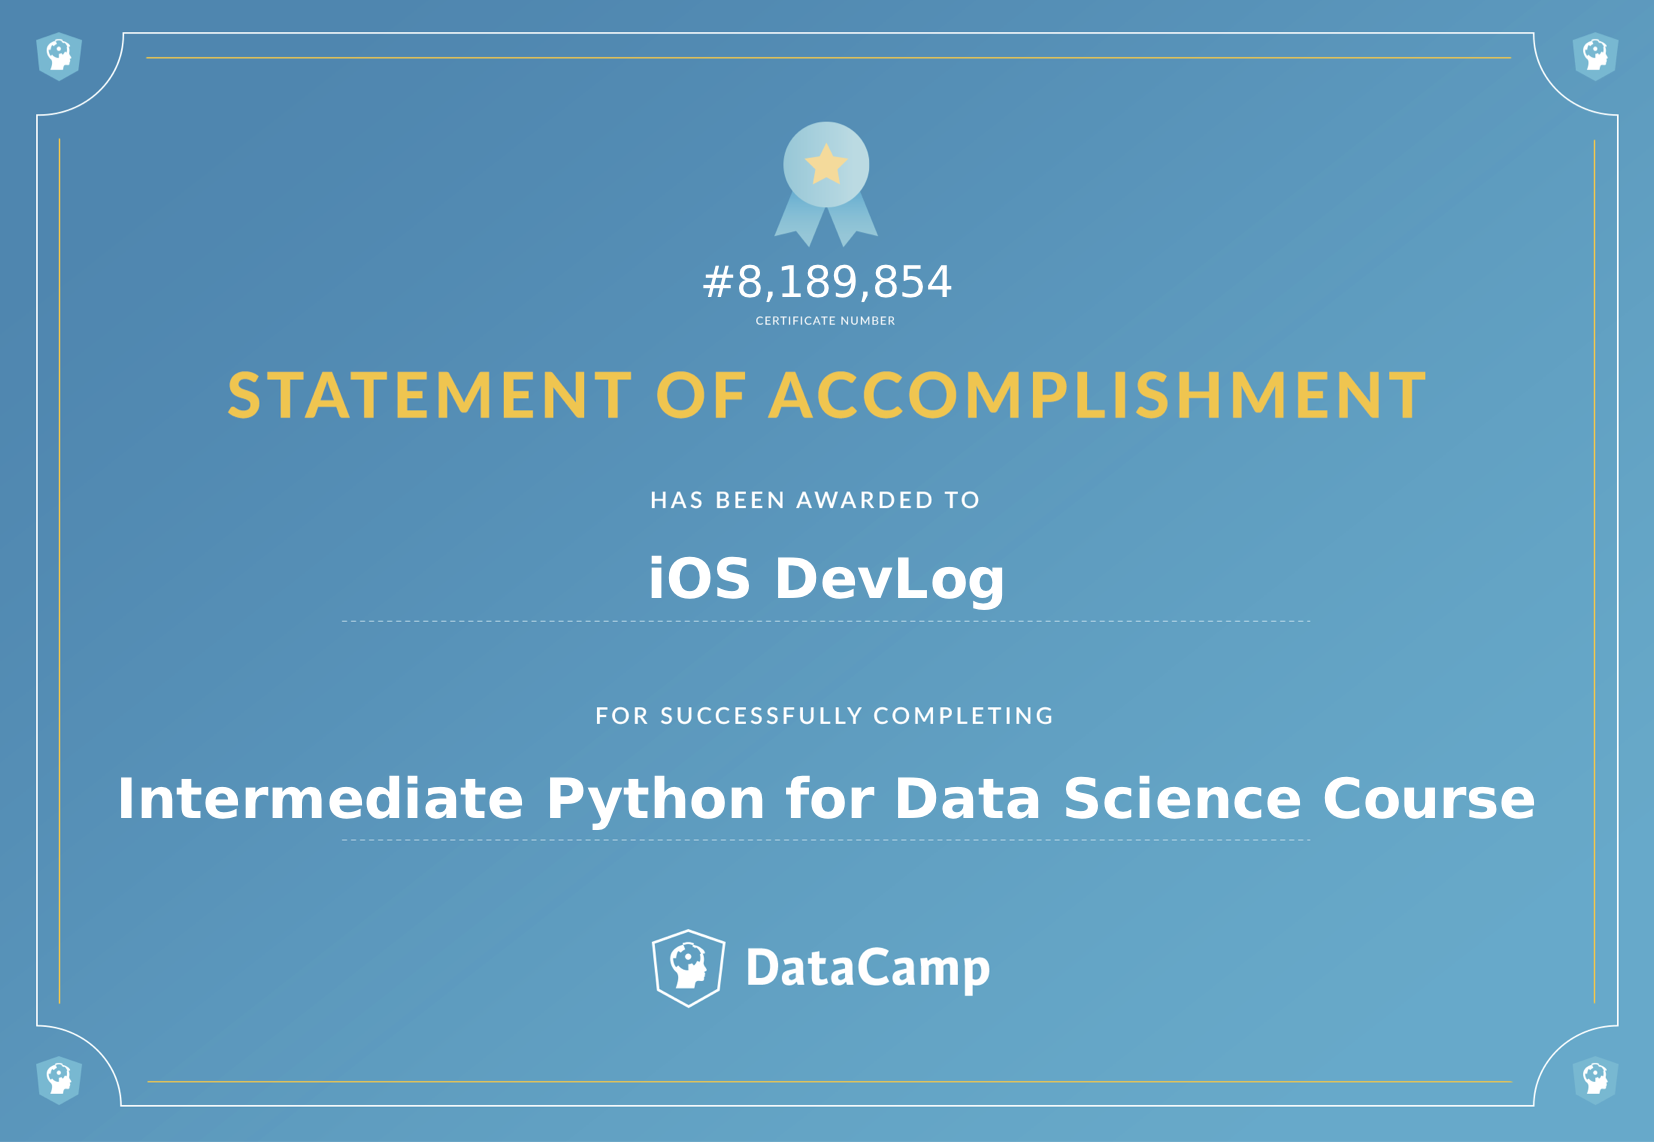 #8,189,854
CERTIFICATE NUMBER
STATEMENT OF ACCOMPLISHMENT
HAS BEEN AWARDED TO
iOS DevLog
FOR SUCCESSFULLY COMPLETING
Intermediate Python for Data Science Course
DataCamp